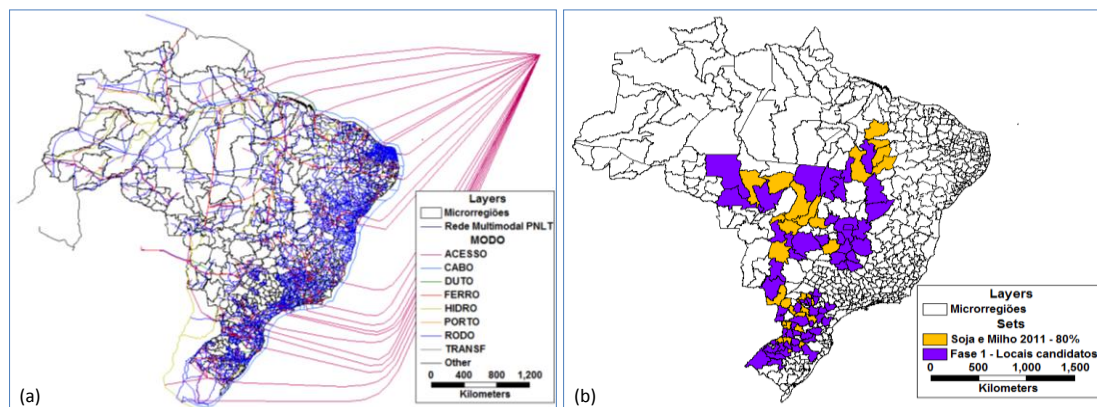 Layers
Microrregiões
Rede Multimodal PNLT
MODO
ACESSO
CABO
DUTO
FERRO
HIDRO
PORTO
RODO
TRANSF
Other
0 400 800 1,200
Kilometers
(a)
Layers
Microrregiões
Sets
Soja e Milho 2011 - 80%
Fase 1 - Locais candidatos
0 500 1,000 1,500
Kilometers
(b)